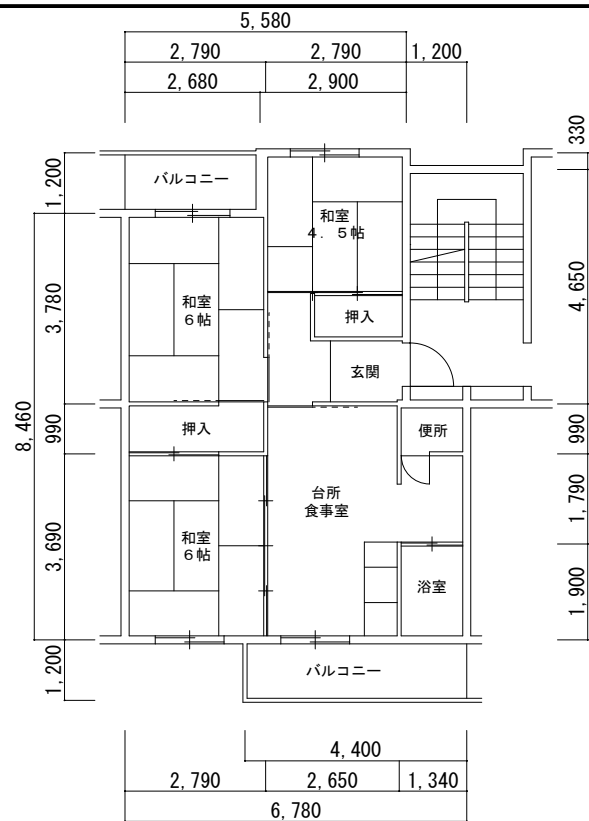 5,580
2,790
2,790
1,200
2,680
2,900
330
1,200
バルコニー
和室
４．５帖
3,780
4,650
和室
６帖
押入
玄関
8,460
990
押入
便所
990
台所
食事室
1,790
3,690
和室
６帖
浴室
1,900
1,200
バルコニー
4,400
2,790
2,650
1,340
6,780